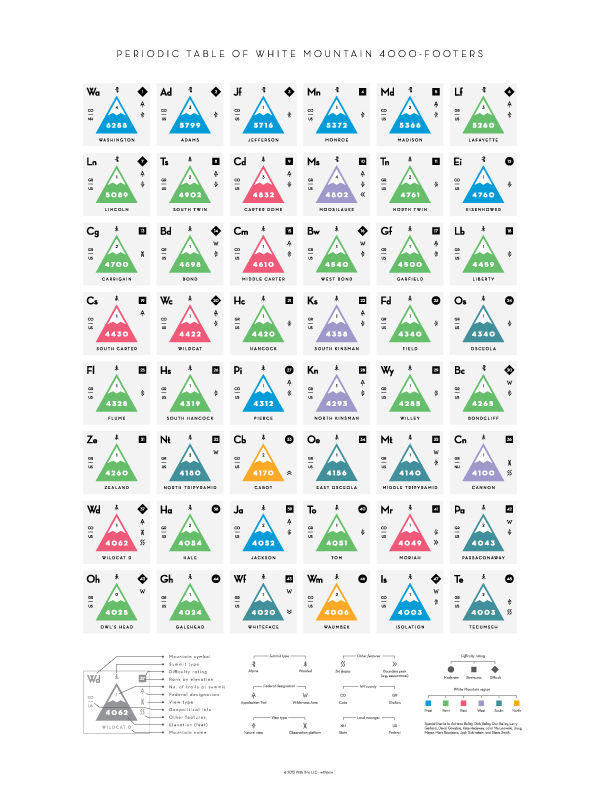 PERIODIC TABLE OF WHITE MOUNTAIN 4000-FOOTERS
Wa 1 Ad 2 Jf 3 Mn 4 Md 5 Lf 6
6288 5799 5716 5372 5366 5260
WASHINGTON ADAMS JEFFERSON MONROE MADISON LAFAYETTE
Ln 7 Ts 8 Cd 9 Ms 10 Tn 11 Ei 12
5089 4902 4832 4802 4761 4760
LINCOLN SOUTH TWIN CARTER DOME MOOSILAUKE NORTH TWIN EISENHOWER
Cg 13 Bd 14 Cm 15 Bw 16 Gf 17 Lb 18
4700 4698 4610 4540 4500 4459
CARRIGAIN BOND MIDDLE CARTER WEST BOND GARFIELD LIBERTY
Cs 19 Wc 20 Hc 21 Ks 22 Fd 23 Os 24
4430 4422 4420 4358 4340 4340
SOUTH CARTER WILDCAT HANCOCK SOUTH KINSMAN FIELD OSCEOLA
Fl 25 Hs 26 Pi 27 Kn 28 Wy 29 Bc 30
4328 4319 4312 4293 4285 4265
FLUME SOUTH HANCOCK PIERCE NORTH KINSMAN WILLEY BONDCLIFF
Ze 31 Nt 32 Cb 33 Oe 34 Mt 35 Cn 36
4260 4180 4170 4156 4140 4100
ZEALAND NORTH TRIPYRAMID CABOT EAST OSCEOLA MIDDLE TRIPYRAMID CANNON
Wd 37 Ha 38 Ja 39 To 40 Mr 41 Pa 42
4062 4054 4052 4051 4049 4043
WILDCAT D HALE JACKSON TOM MORIAH PASSACONAWAY
Oh 43 Gh 44 Wf 45 Wm 46 Is 47 Te 48
4025 4024 4020 4006 4003 4003
OWL'S HEAD GALEHEAD WHITEFACE WAUMBEK ISOLATION TECUMSEH
Wd 37
4062
WILDCAT D
Mountain symbol
Summit type
Difficulty rating
Rank by elevation
No. of trails to summit
Federal designation
View type
Geopolitical info
Other features
Elevation (feet)
Mountain name
Summit type
Alpine Wooded
Federal designation
Appalachian Trail Wilderness Area
View type
Natural view Observation platform
Other features
Ski slopes Boundary peak
NH county
CO GR
Coös Grafton
Land manager
NH US
State Federal
Difficulty rating
Moderate Strenuous Difficult
White Mountain region
Pres Pemi East West South North